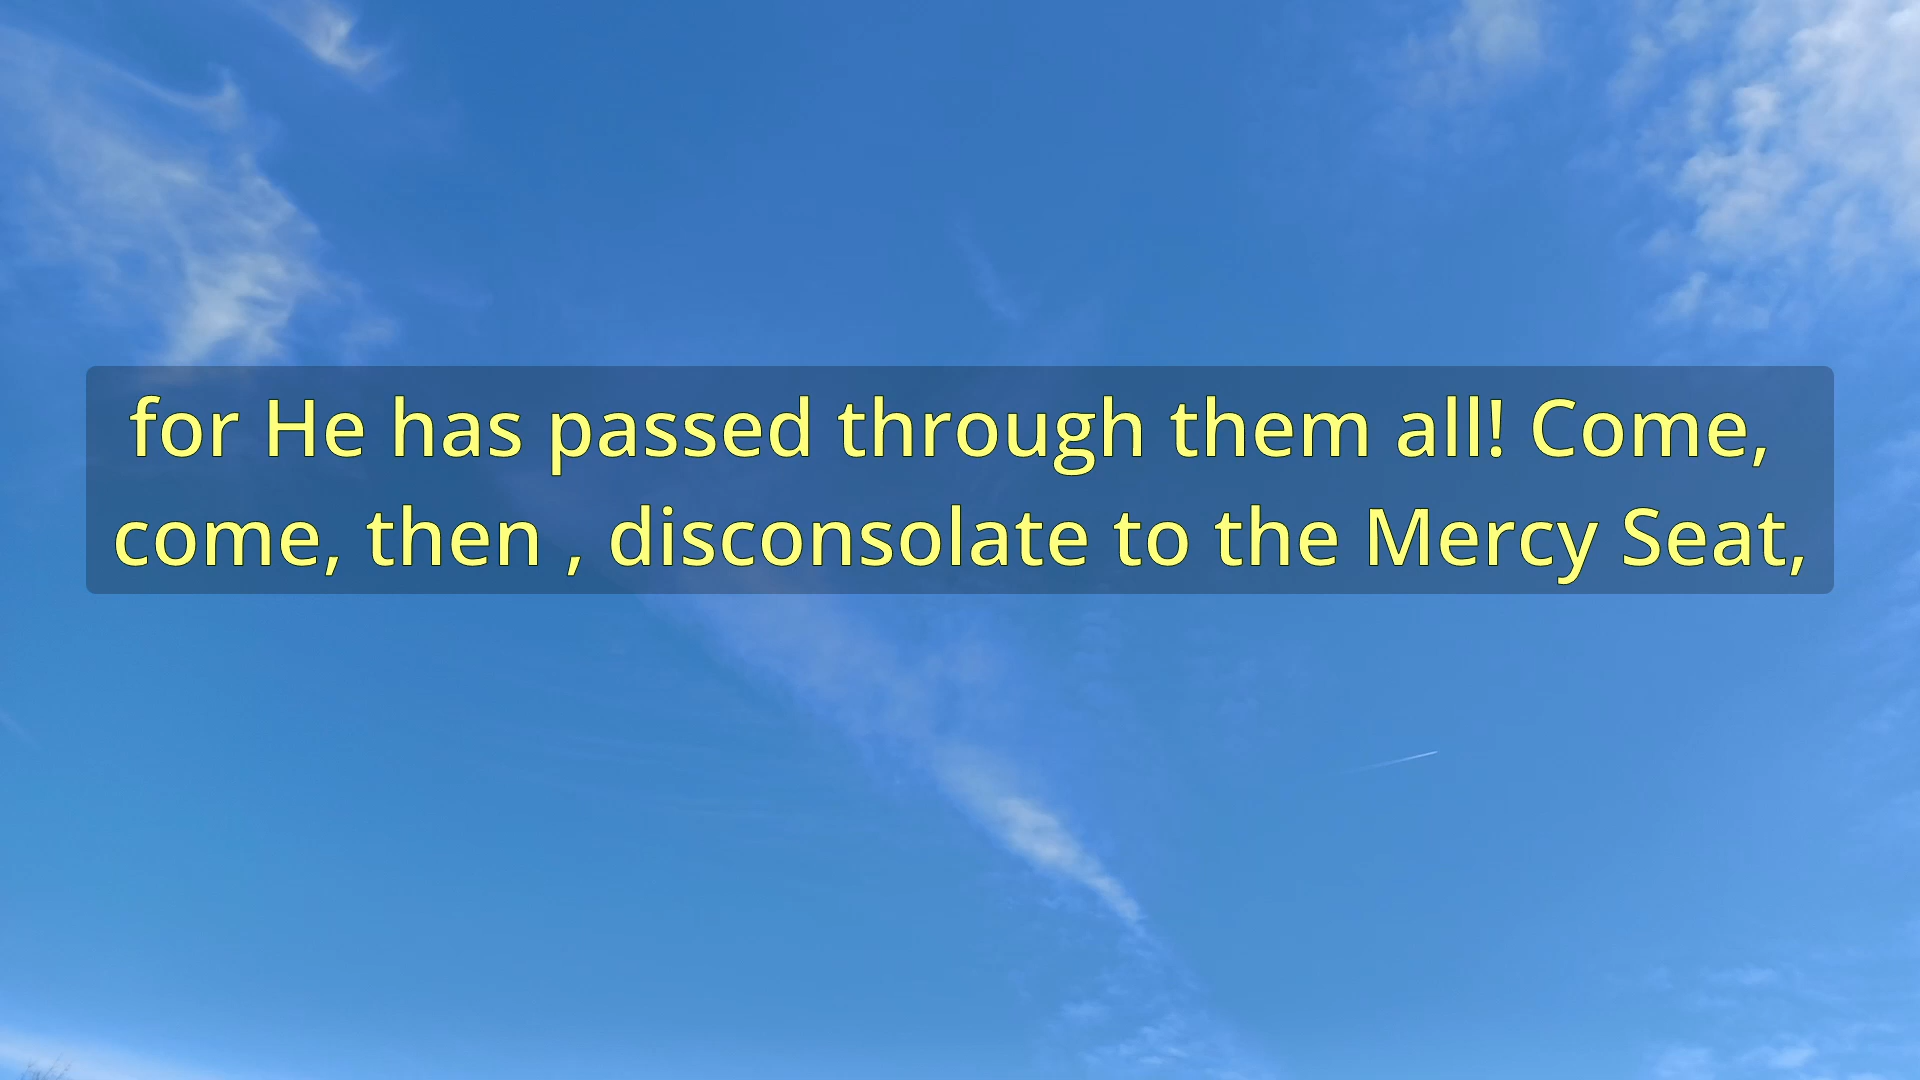 for He has passed through them all! Come,
come, then , disconsolate to the Mercy Seat,